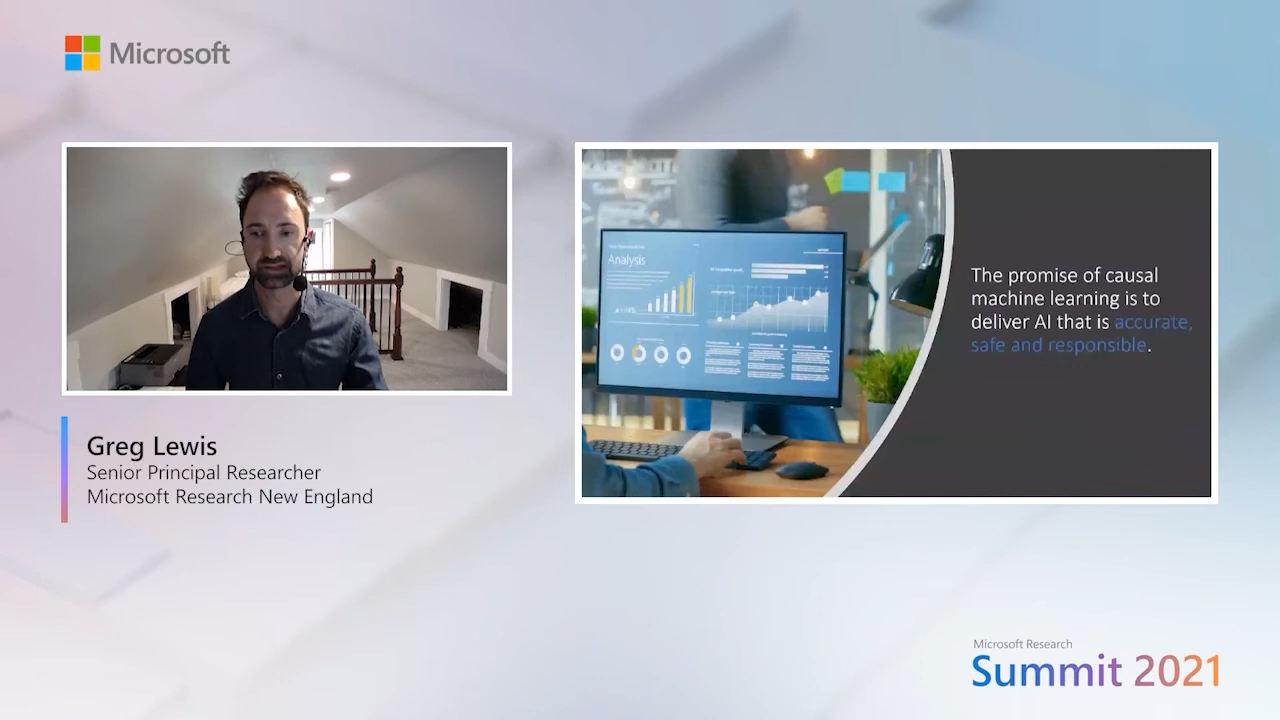 Microsoft
Greg Lewis
Senior Principal Researcher
Microsoft Research New England
Analysis
The promise of causal
machine learning is to
deliver AI that is accurate,
safe and responsible.
Microsoft Research
Summit 2021